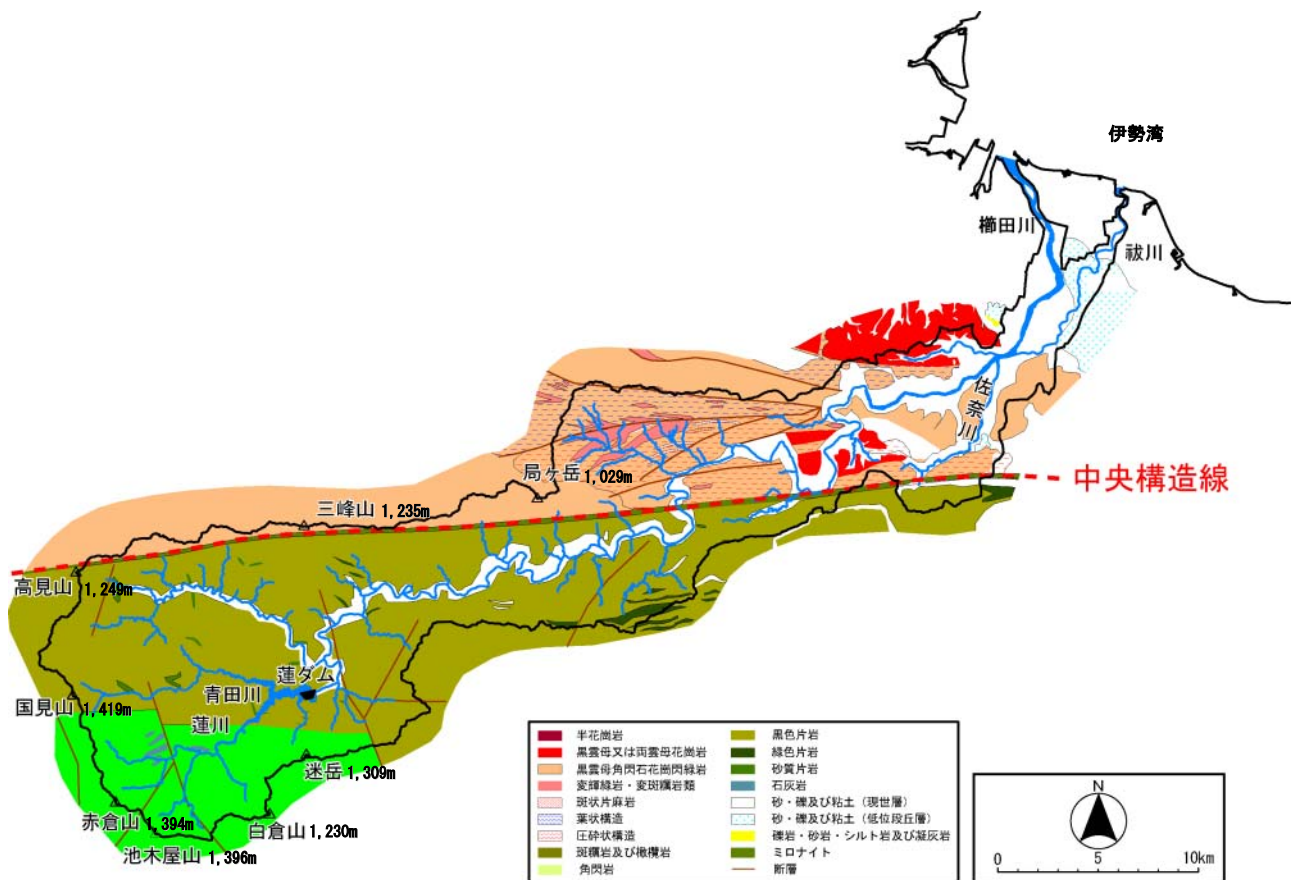 伊勢湾
櫛田川
祓川
佐奈川
中央構造線
局ヶ岳 1,029m
三峰山 1,235m
高見山
1,249m
蓮ダム
青田川
国見山
1,419m
蓮川
迷岳
1,309m
赤倉山
1,394m
白倉山
1,230m
池木屋山
1,396m
半花崗岩
黒雲母又は両雲母花崗岩
黒雲母角閃石花崗閃緑岩
変輝緑岩・変斑糲岩類
斑状片麻岩
葉状構造
圧砕状構造
斑糲岩及び橄欖岩
角閃岩
黒色片岩
緑色片岩
砂質片岩
石灰岩
砂・礫及び粘土（現世層）
砂・礫及び粘土（低位段丘層）
礫岩・砂岩・シルト岩及び凝灰岩
ミロナイト
断層
N
0 5 10km